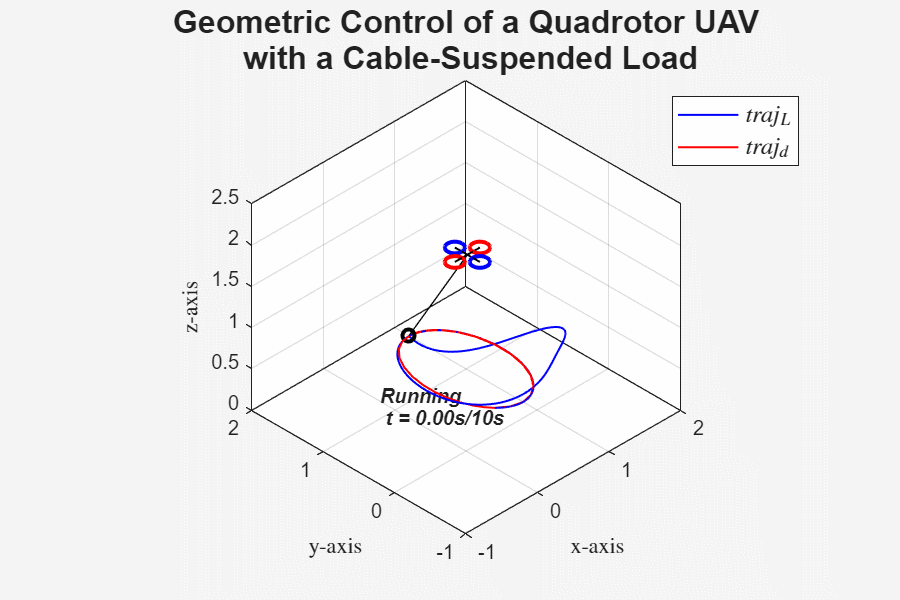 Geometric Control of a Quadrotor UAV
with a Cable-Suspended Load
traj_L
traj_d
2.5
2
1.5
1
0.5
0
z-axis
Running
t = 0.00s/10s
2
1
0
-1
y-axis
-1
0
1
2
x-axis